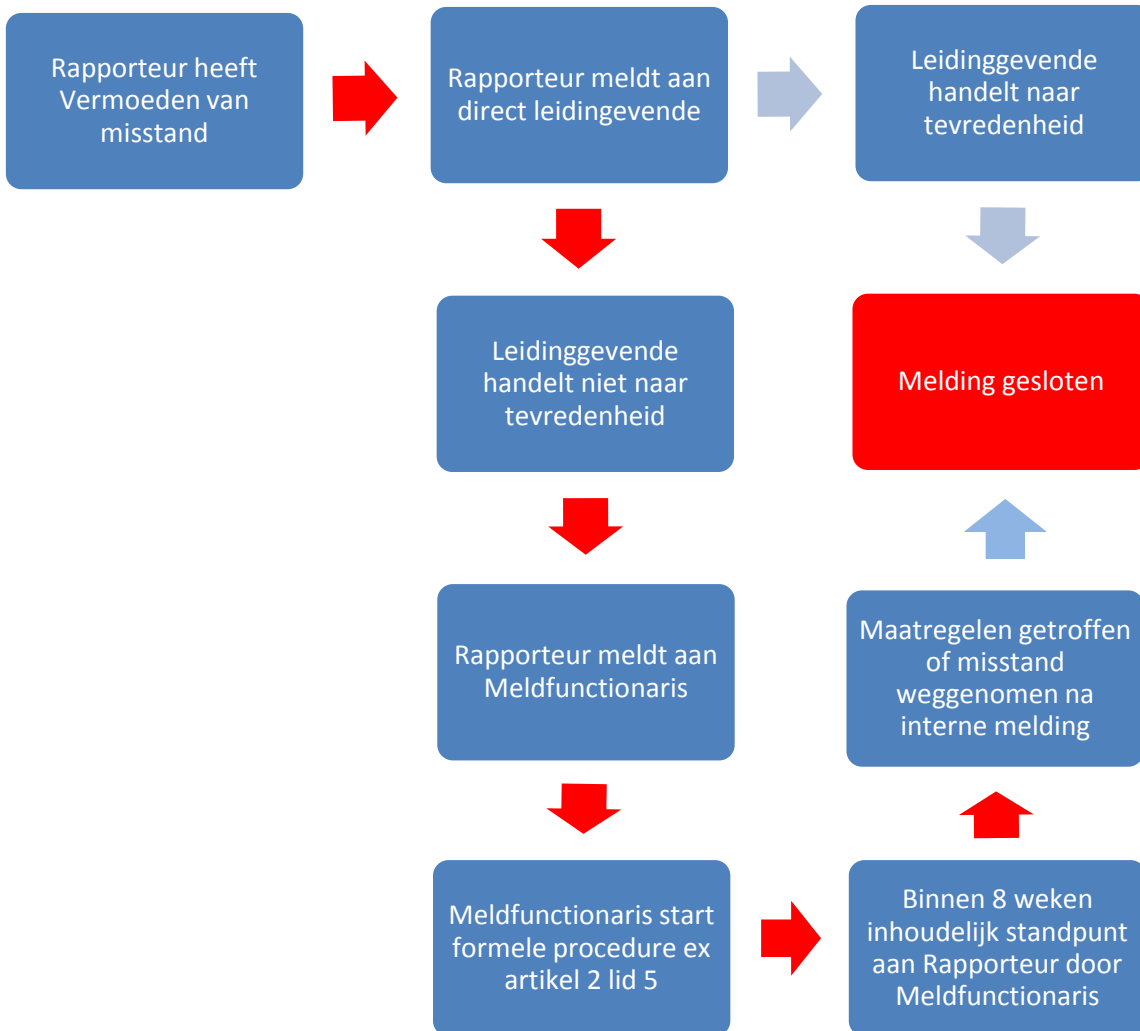 Rapporteur heeft
Vermoeden van
misstand
Rapporteur meldt aan
direct leidingevende
Leidinggevende
handelt naar
tevredenheid
Leidinggevende
handelt niet naar
tevredenheid
Melding gesloten
Rapporteur meldt aan
Meldfunctionaris
Maatregelen getroffen
of misstand
weggenomen na
interne melding
Meldfunctionaris start
formele procedure ex
artikel 2 lid 5
Binnen 8 weken
inhoudelijk standpunt
aan Rapporteur door
Meldfunctionaris